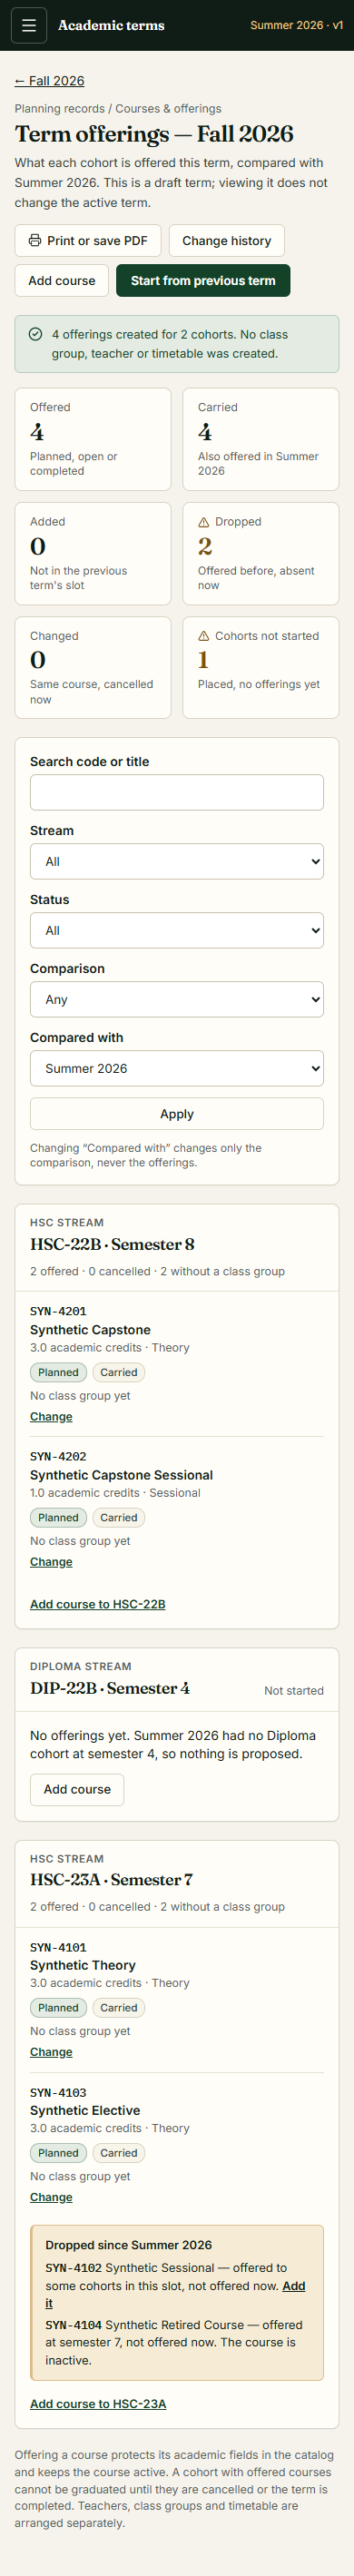 Academic terms
Summer 2026 · v1
← Fall 2026
Planning records / Courses & offerings
Term offerings — Fall 2026
What each cohort is offered this term, compared with
Summer 2026. This is a draft term; viewing it does not
change the active term.
Print or save PDF
Change history
Add course
Start from previous term
4 offerings created for 2 cohorts. No class
group, teacher or timetable was created.
Offered
4
Planned, open or
completed
Carried
4
Also offered in Summer
2026
Added
0
Not in the previous
term's slot
Dropped
2
Offered before, absent
now
Changed
0
Same course, cancelled
now
Cohorts not started
1
Placed, no offerings yet
Search code or title
Stream
All
Status
All
Comparison
Any
Compared with
Summer 2026
Apply
Changing “Compared with” changes only the
comparison, never the offerings.
HSC STREAM
HSC-22B · Semester 8
2 offered · 0 cancelled · 2 without a class group
SYN-4201
Synthetic Capstone
3.0 academic credits · Theory
Planned
Carried
No class group yet
Change
SYN-4202
Synthetic Capstone Sessional
1.0 academic credits · Sessional
Planned
Carried
No class group yet
Change
Add course to HSC-22B
DIPLOMA STREAM
DIP-22B · Semester 4
Not started
No offerings yet. Summer 2026 had no Diploma
cohort at semester 4, so nothing is proposed.
Add course
HSC STREAM
HSC-23A · Semester 7
2 offered · 0 cancelled · 2 without a class group
SYN-4101
Synthetic Theory
3.0 academic credits · Theory
Planned
Carried
No class group yet
Change
SYN-4103
Synthetic Elective
3.0 academic credits · Theory
Planned
Carried
No class group yet
Change
Dropped since Summer 2026
SYN-4102 Synthetic Sessional — offered to
some cohorts in this slot, not offered now. Add
it
SYN-4104 Synthetic Retired Course — offered
at semester 7, not offered now. The course is
inactive.
Add course to HSC-23A
Offering a course protects its academic fields in the catalog
and keeps the course active. A cohort with offered courses
cannot be graduated until they are cancelled or the term is
completed. Teachers, class groups and timetable are
arranged separately.